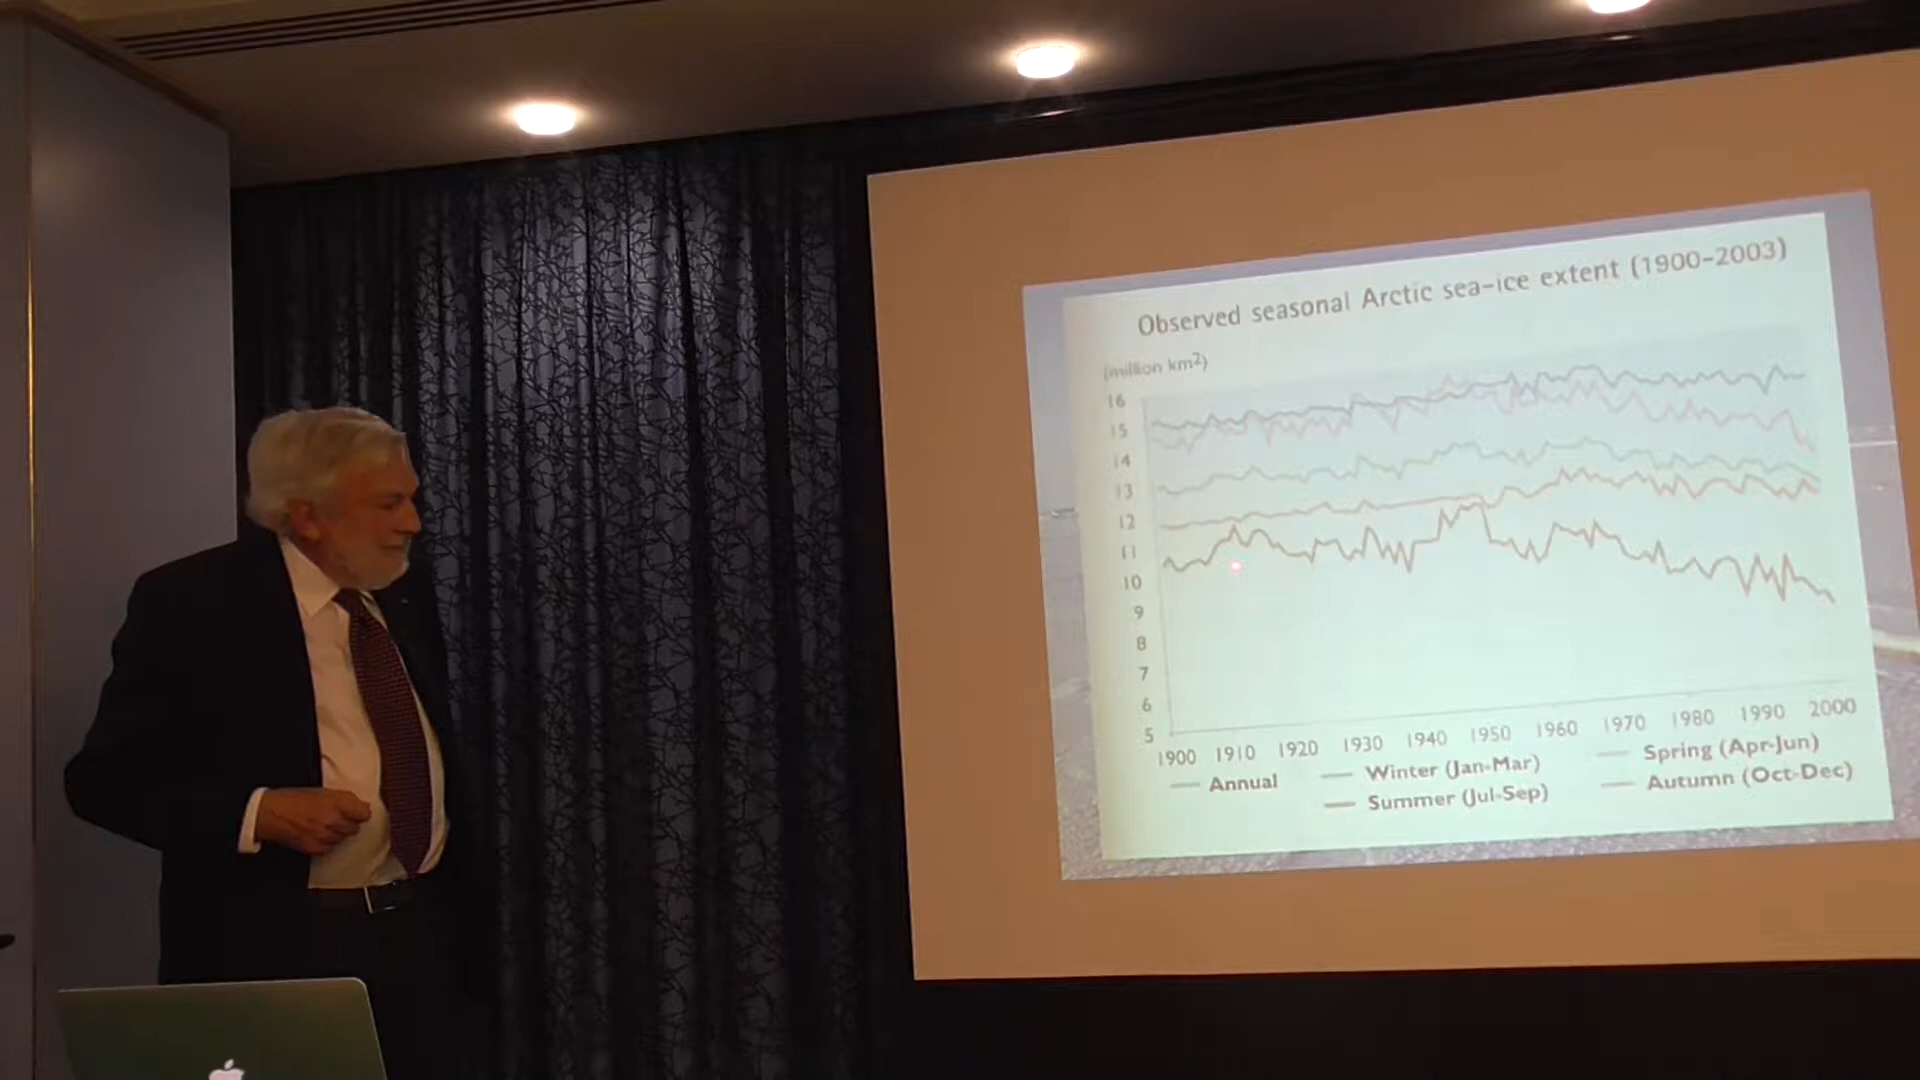 Observed seasonal Arctic sea-ice extent (1900-2003)
(million km2)
16
15
14
13
12
11
10
9
8
7
6
5
1900 1910 1920 1930 1940 1950 1960 1970 1980 1990 2000
Annual Winter (Jan-Mar) Spring (Apr-Jun)
Summer (Jul-Sep) Autumn (Oct-Dec)